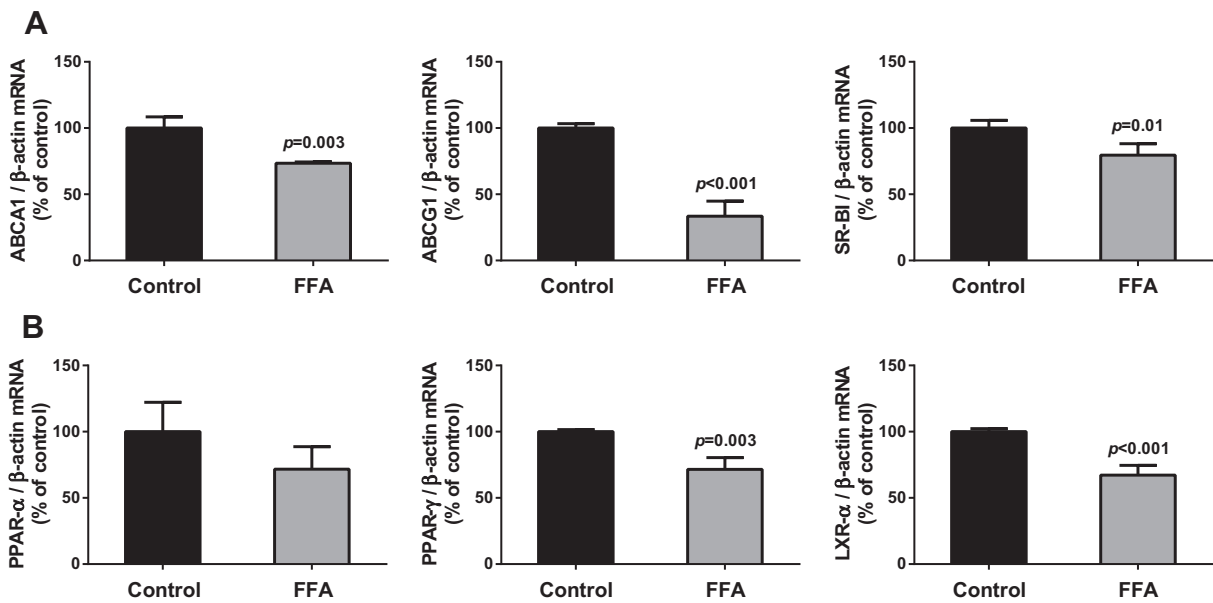 A
ABCA1 / β-actin mRNA
(% of control)
150
100
50
0
p=0.003
Control
FFA
ABCG1 / β-actin mRNA
(% of control)
150
100
50
0
p<0.001
Control
FFA
SR-BI / β-actin mRNA
(% of control)
150
100
50
0
p=0.01
Control
FFA
B
PPAR-α / β-actin mRNA
(% of control)
150
100
50
0
Control
FFA
PPAR-γ / β-actin mRNA
(% of control)
150
100
50
0
p=0.003
Control
FFA
LXR-α / β-actin mRNA
(% of control)
150
100
50
0
p<0.001
Control
FFA